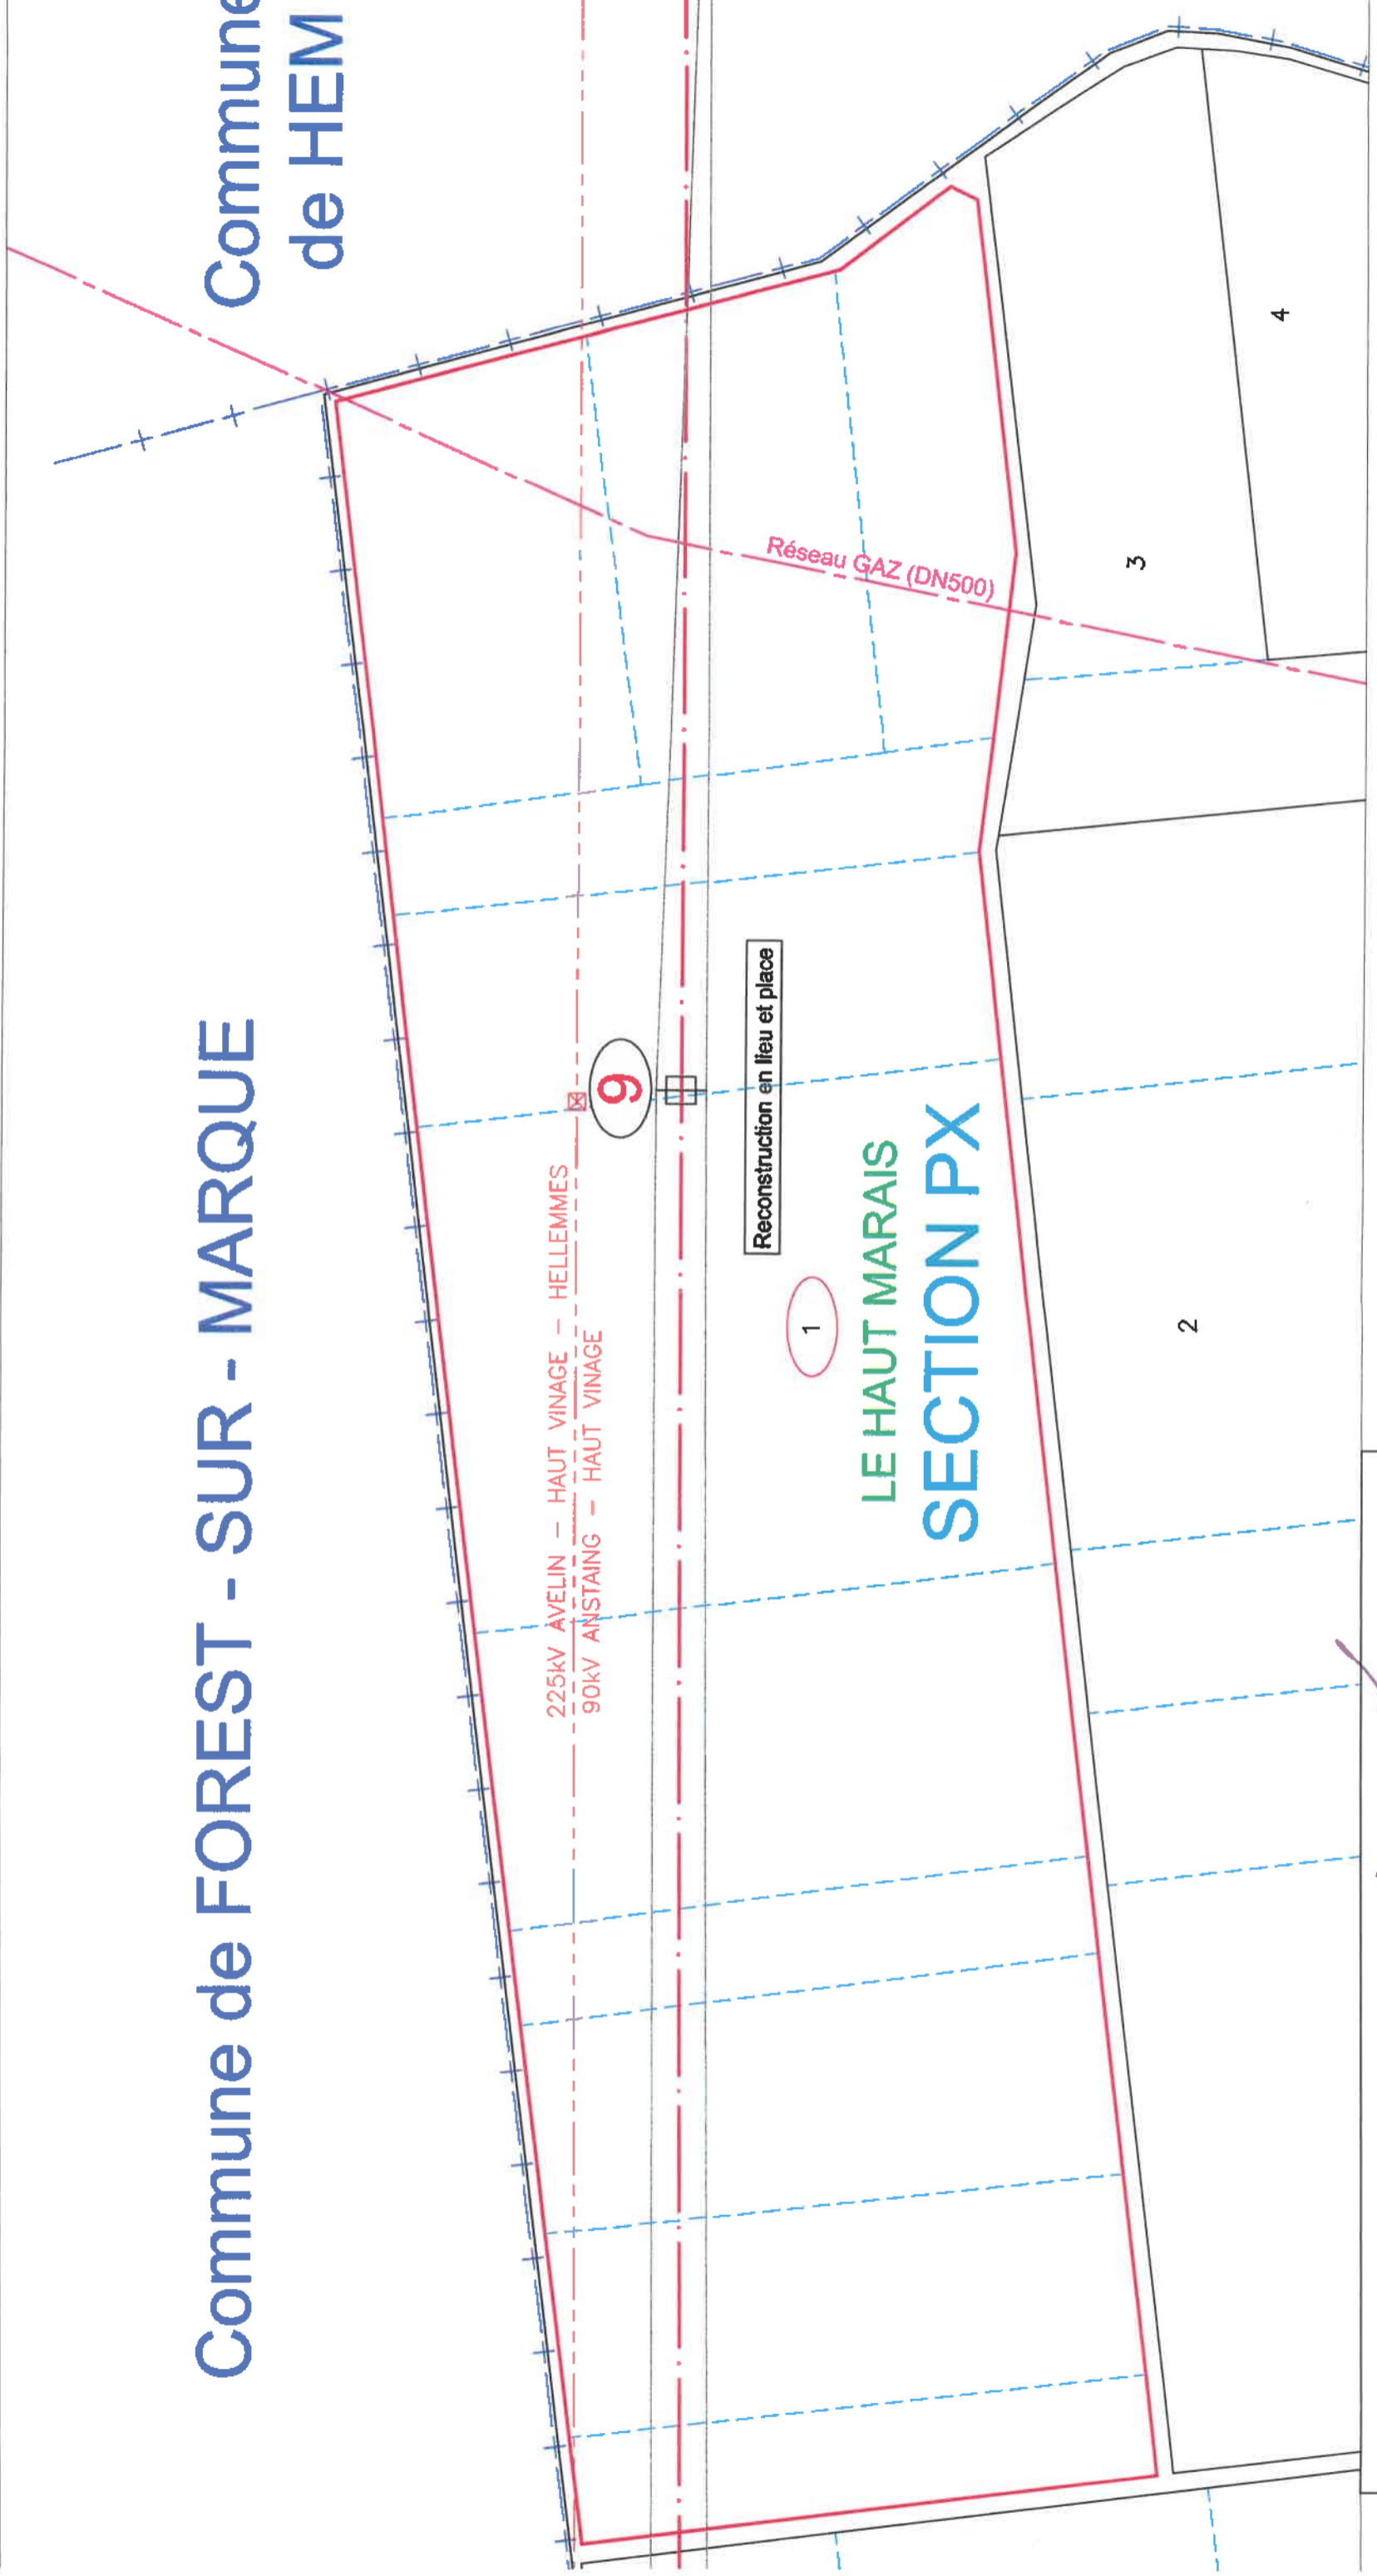 Commune de FOREST - SUR - MARQUE
Commune
de HEM
225kV AVELIN – HAUT VINAGE – HELLEMMES
90kV ANSTAING – HAUT VINAGE
9
Reconstruction en lieu et place
Réseau GAZ (DN500)
1
LE HAUT MARAIS
SECTION PX
2
3
4